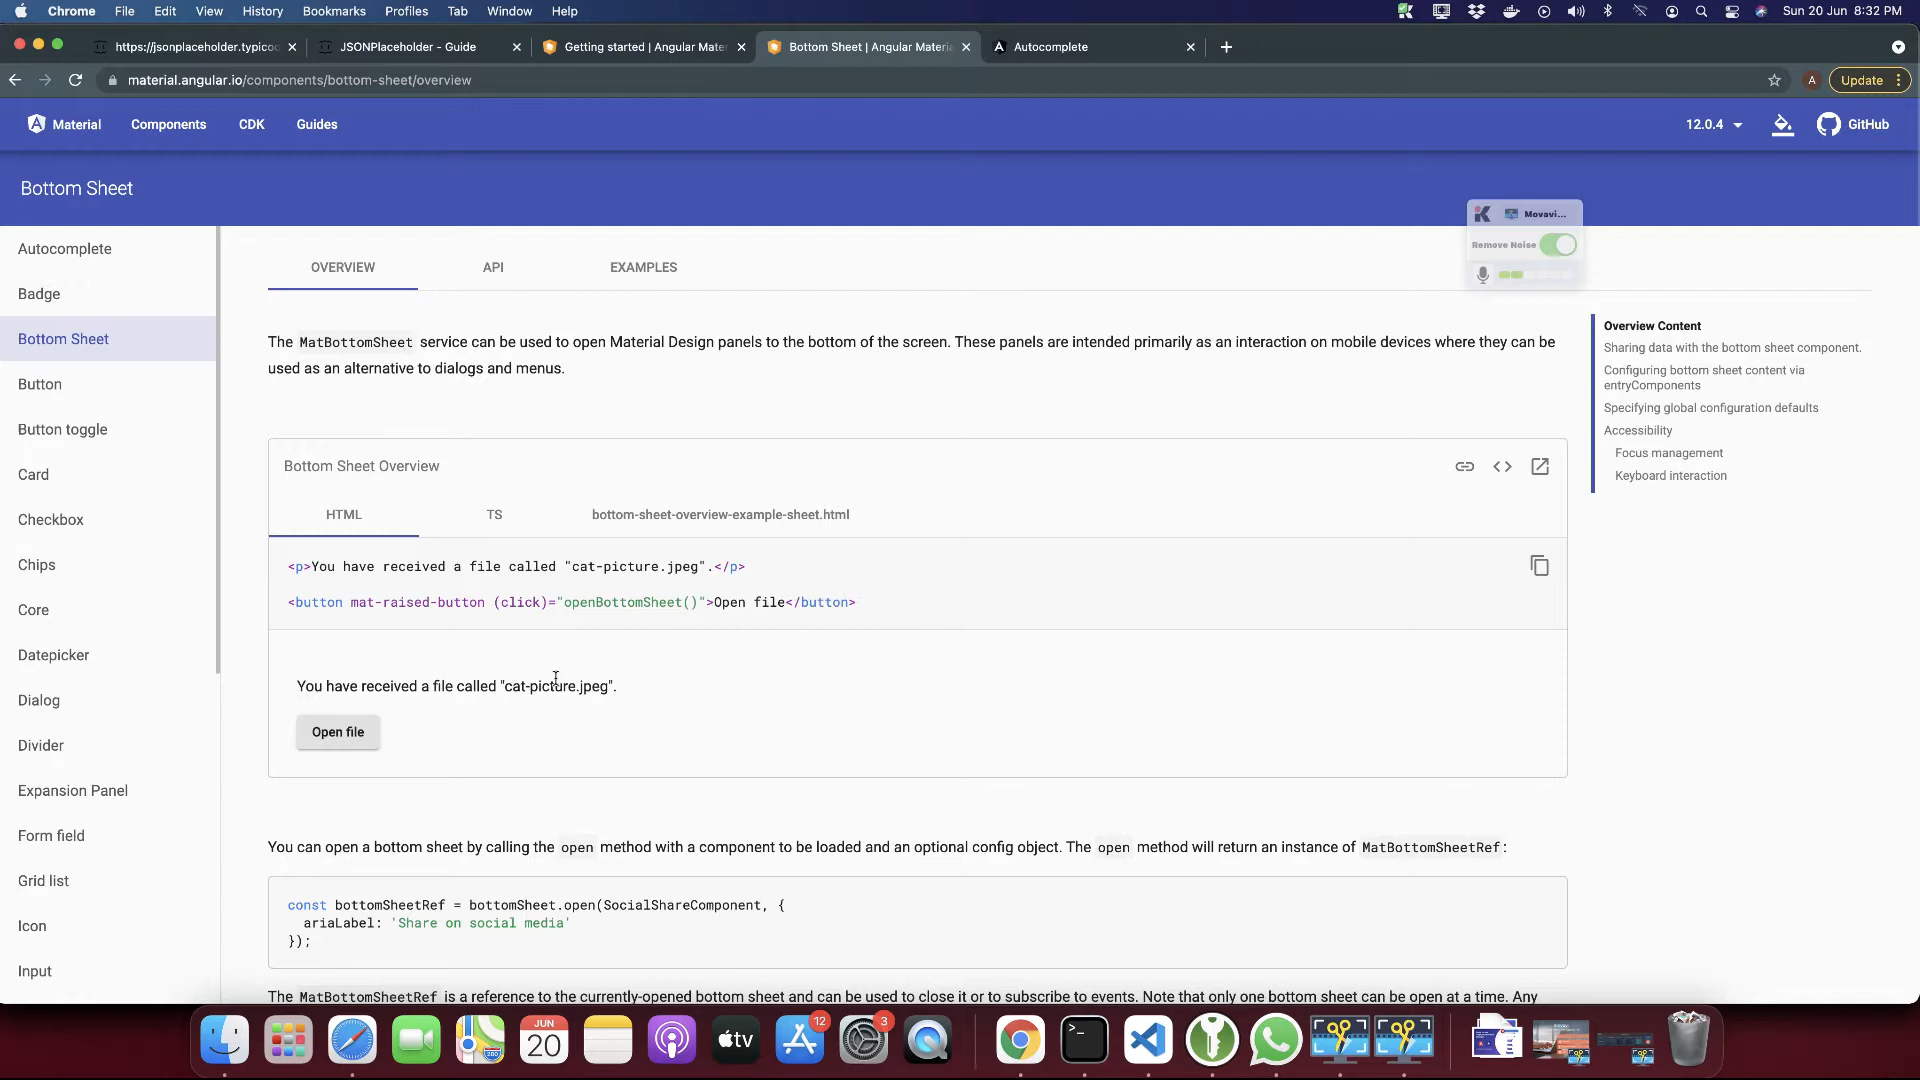 Chrome File Edit View History Bookmarks Profiles Tab Window Help Sun 20 Jun 8:32 PM
https://jsonplaceholder.typico JSONPlaceholder - Guide Getting started | Angular Mater Bottom Sheet | Angular Materia Autocomplete
material.angular.io/components/bottom-sheet/overview A Update
Material Components CDK Guides 12.0.4 GitHub
Bottom Sheet
Movavi...
Remove Noise
Autocomplete
Badge
Bottom Sheet
Button
Button toggle
Card
Checkbox
Chips
Core
Datepicker
Dialog
Divider
Expansion Panel
Form field
Grid list
Icon
Input
OVERVIEW API EXAMPLES
The MatBottomSheet service can be used to open Material Design panels to the bottom of the screen. These panels are intended primarily as an interaction on mobile devices where they can be
used as an alternative to dialogs and menus.
Bottom Sheet Overview
HTML TS bottom-sheet-overview-example-sheet.html
<p>You have received a file called "cat-picture.jpeg".</p>
<button mat-raised-button (click)="openBottomSheet()">Open file</button>
You have received a file called "cat-picture.jpeg".
Open file
You can open a bottom sheet by calling the open method with a component to be loaded and an optional config object. The open method will return an instance of MatBottomSheetRef:
const bottomSheetRef = bottomSheet.open(SocialShareComponent, {
ariaLabel: 'Share on social media'
});
The MatBottomSheetRef is a reference to the currently-opened bottom sheet and can be used to close it or to subscribe to events. Note that only one bottom sheet can be open at a time. Any
Overview Content
Sharing data with the bottom sheet component.
Configuring bottom sheet content via
entryComponents
Specifying global configuration defaults
Accessibility
Focus management
Keyboard interaction
JUN
20
tv
12
3